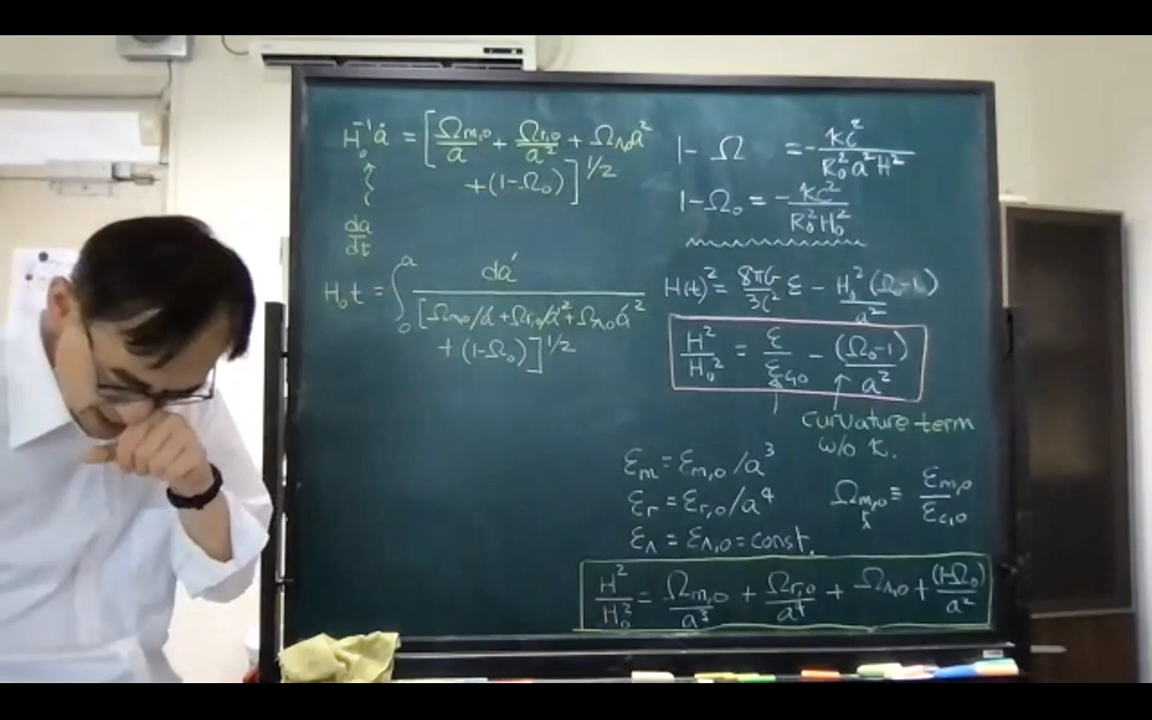 H₀⁻¹ȧ = [Ωm,0/a + Ωr,0/a² + ΩΛ,0a²
+ (1-Ω₀)]^1/2
da/dt
H₀t = ∫₀ᵃ da′/[Ωm,0/a′ + Ωr,0/a′² + ΩΛ,0a′²
+ (1-Ω₀)]^1/2
1-Ω = -κc²/R₀²a²H²
1-Ω₀ = -κc²/R₀²H₀²
H(t)² = 8πG/3c² ε - H₀²(Ω₀-1)/a²
H²/H₀² = ε/εc,0 - (Ω₀-1)/a²
curvature term
w/o κ.
εm = εm,0/a³
εr = εr,0/a⁴
Ωm,0 ≡ εm,0/εc,0
εΛ = εΛ,0 = const.
H²/H₀² = Ωm,0/a³ + Ωr,0/a⁴ + ΩΛ,0 + (1-Ω₀)/a²